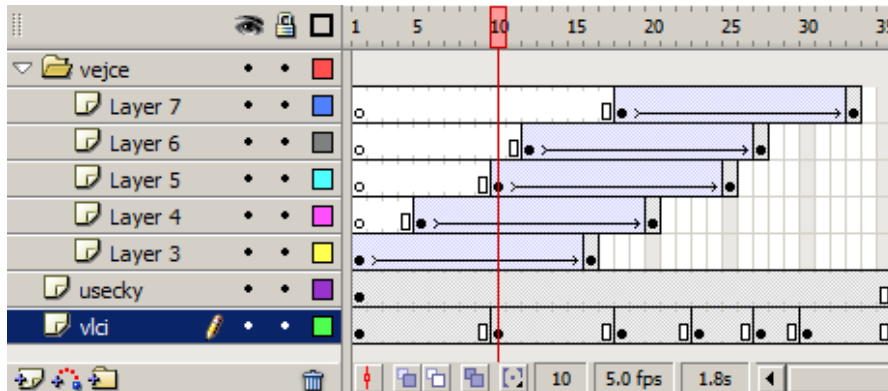 1 5 10 15 20 25 30 35
vejce
Layer 7
Layer 6
Layer 5
Layer 4
Layer 3
usecky
vlci
10 5.0 fps 1.8s